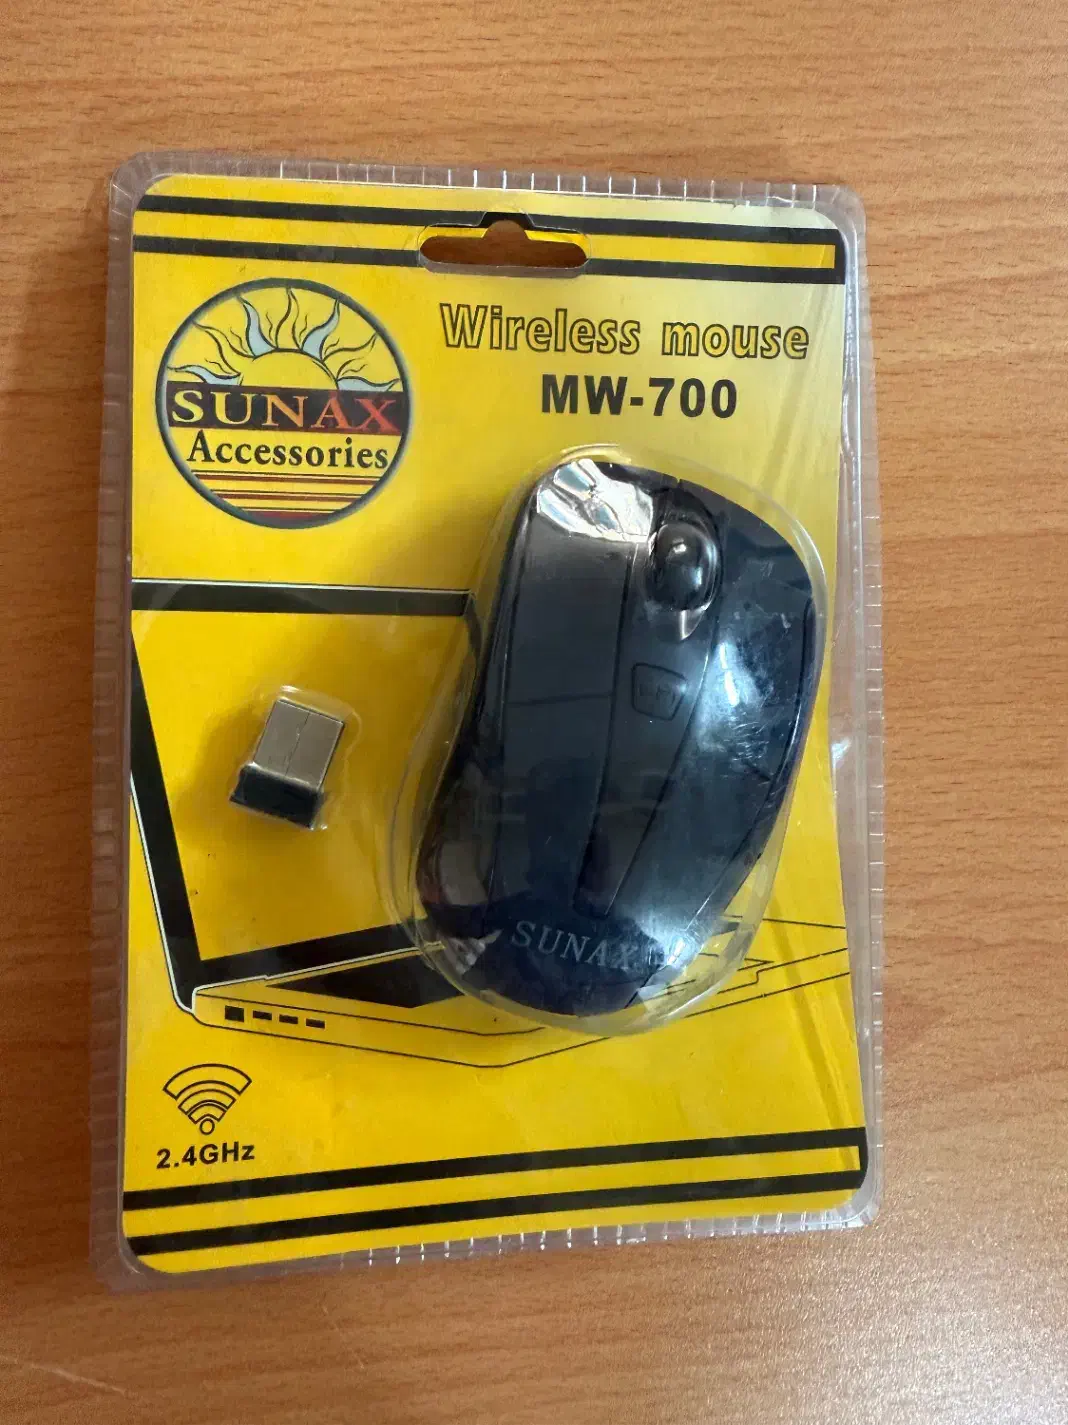 Wireless mouse
MW-700
SUNAX
Accessories
SUNAX
2.4GHz